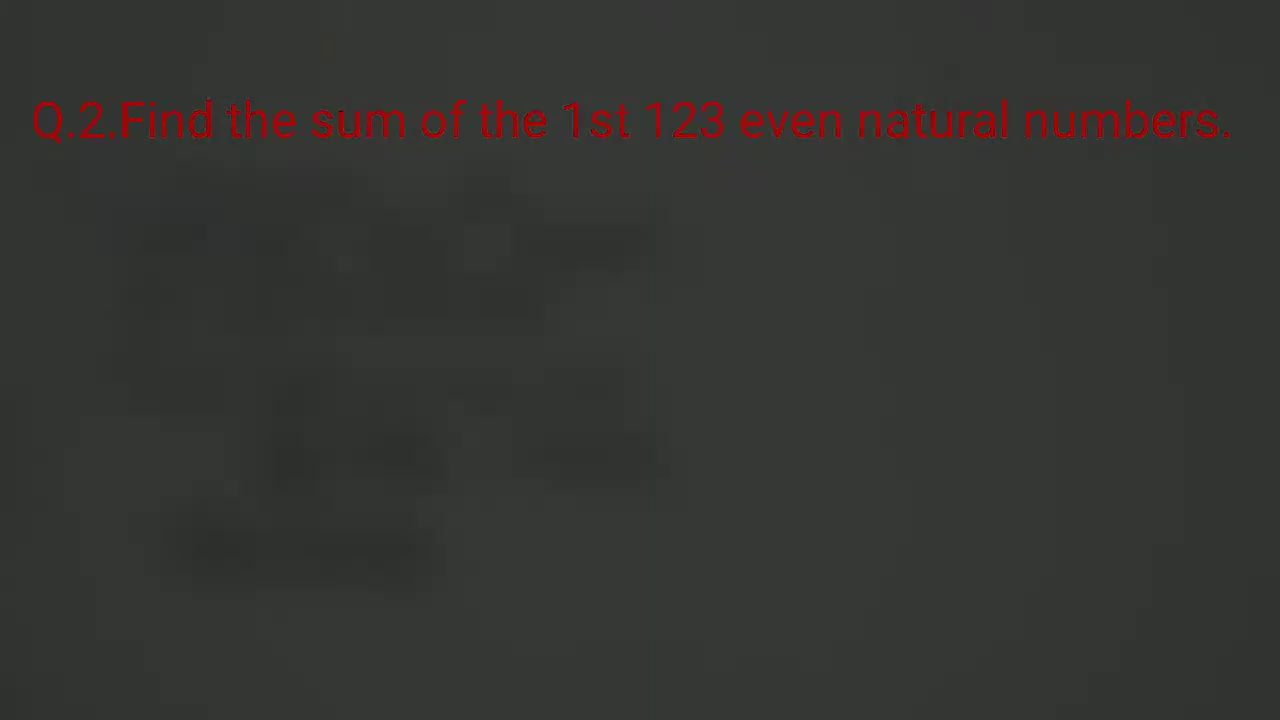 Q.2.Find the sum of the 1st 123 even natural numbers.